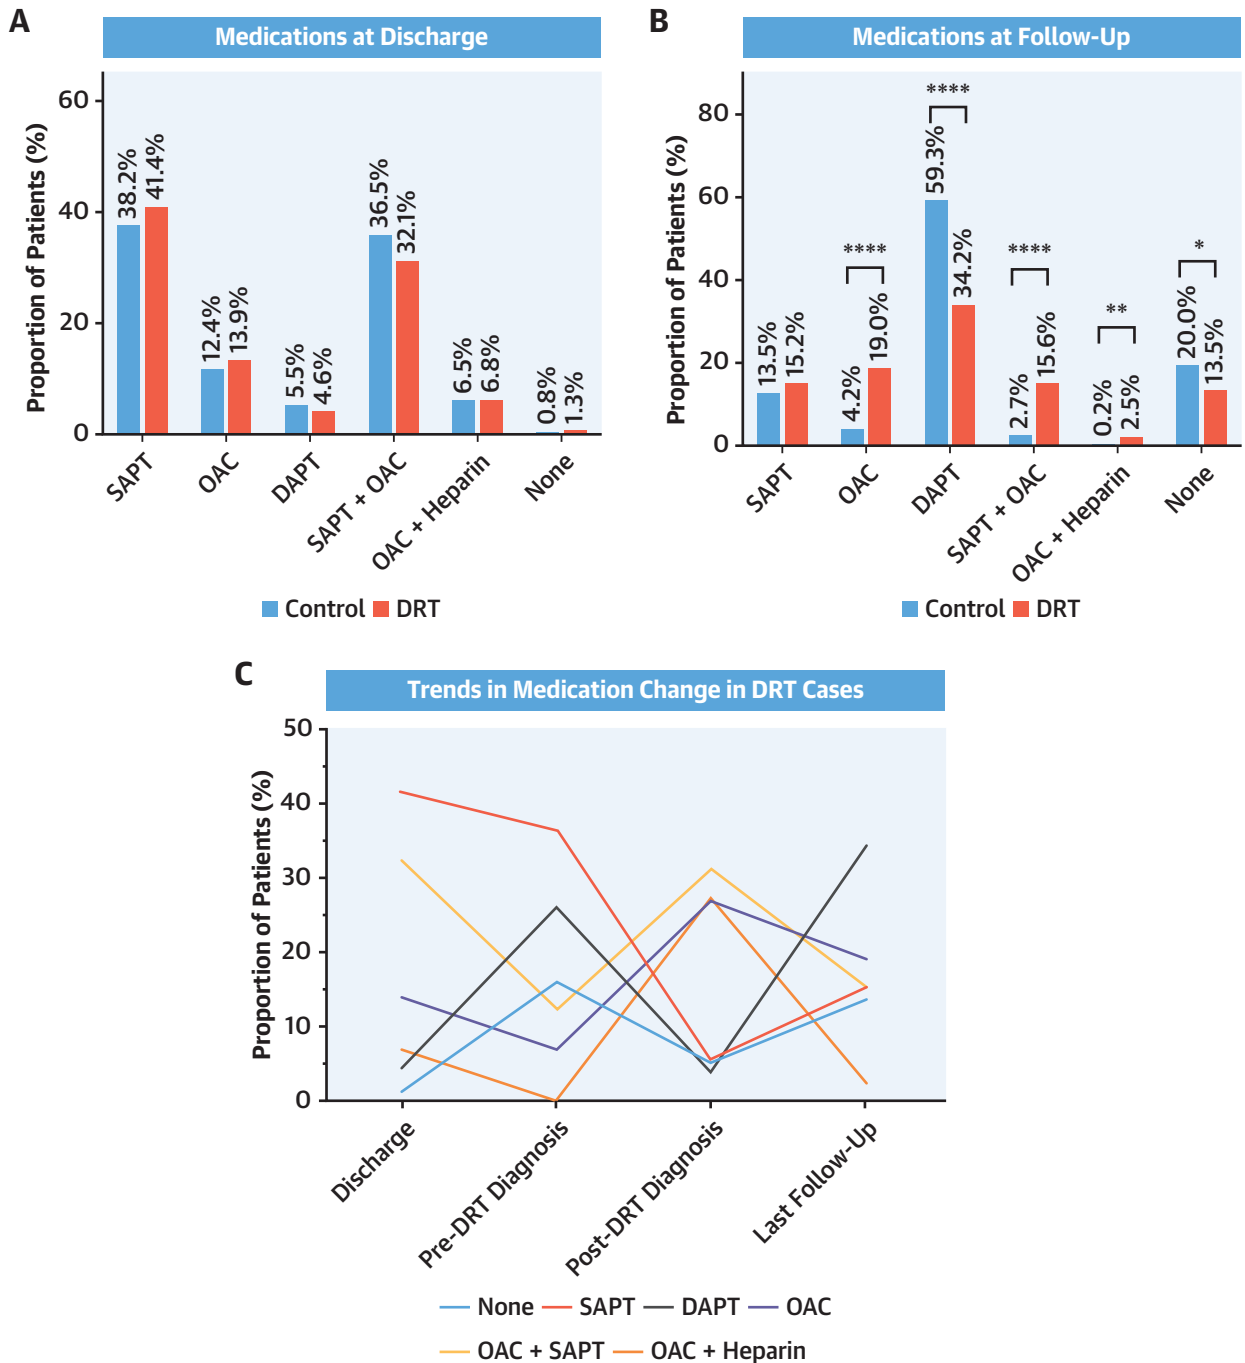 A
Medications at Discharge
Proportion of Patients (%)
60
40
20
0
38.2%
41.4%
12.4%
13.9%
5.5%
4.6%
36.5%
32.1%
6.5%
6.8%
0.8%
1.3%
SAPT
OAC
DAPT
SAPT + OAC
OAC + Heparin
None
Control
DRT
B
Medications at Follow-Up
Proportion of Patients (%)
80
60
40
20
0
13.5%
15.2%
****
4.2%
19.0%
****
59.3%
34.2%
****
2.7%
15.6%
**
0.2%
2.5%
*
20.0%
13.5%
SAPT
OAC
DAPT
SAPT + OAC
OAC + Heparin
None
Control
DRT
C
Trends in Medication Change in DRT Cases
Proportion of Patients (%)
50
40
30
20
10
0
Discharge
Pre-DRT Diagnosis
Post-DRT Diagnosis
Last Follow-Up
None
SAPT
DAPT
OAC
OAC + SAPT
OAC + Heparin